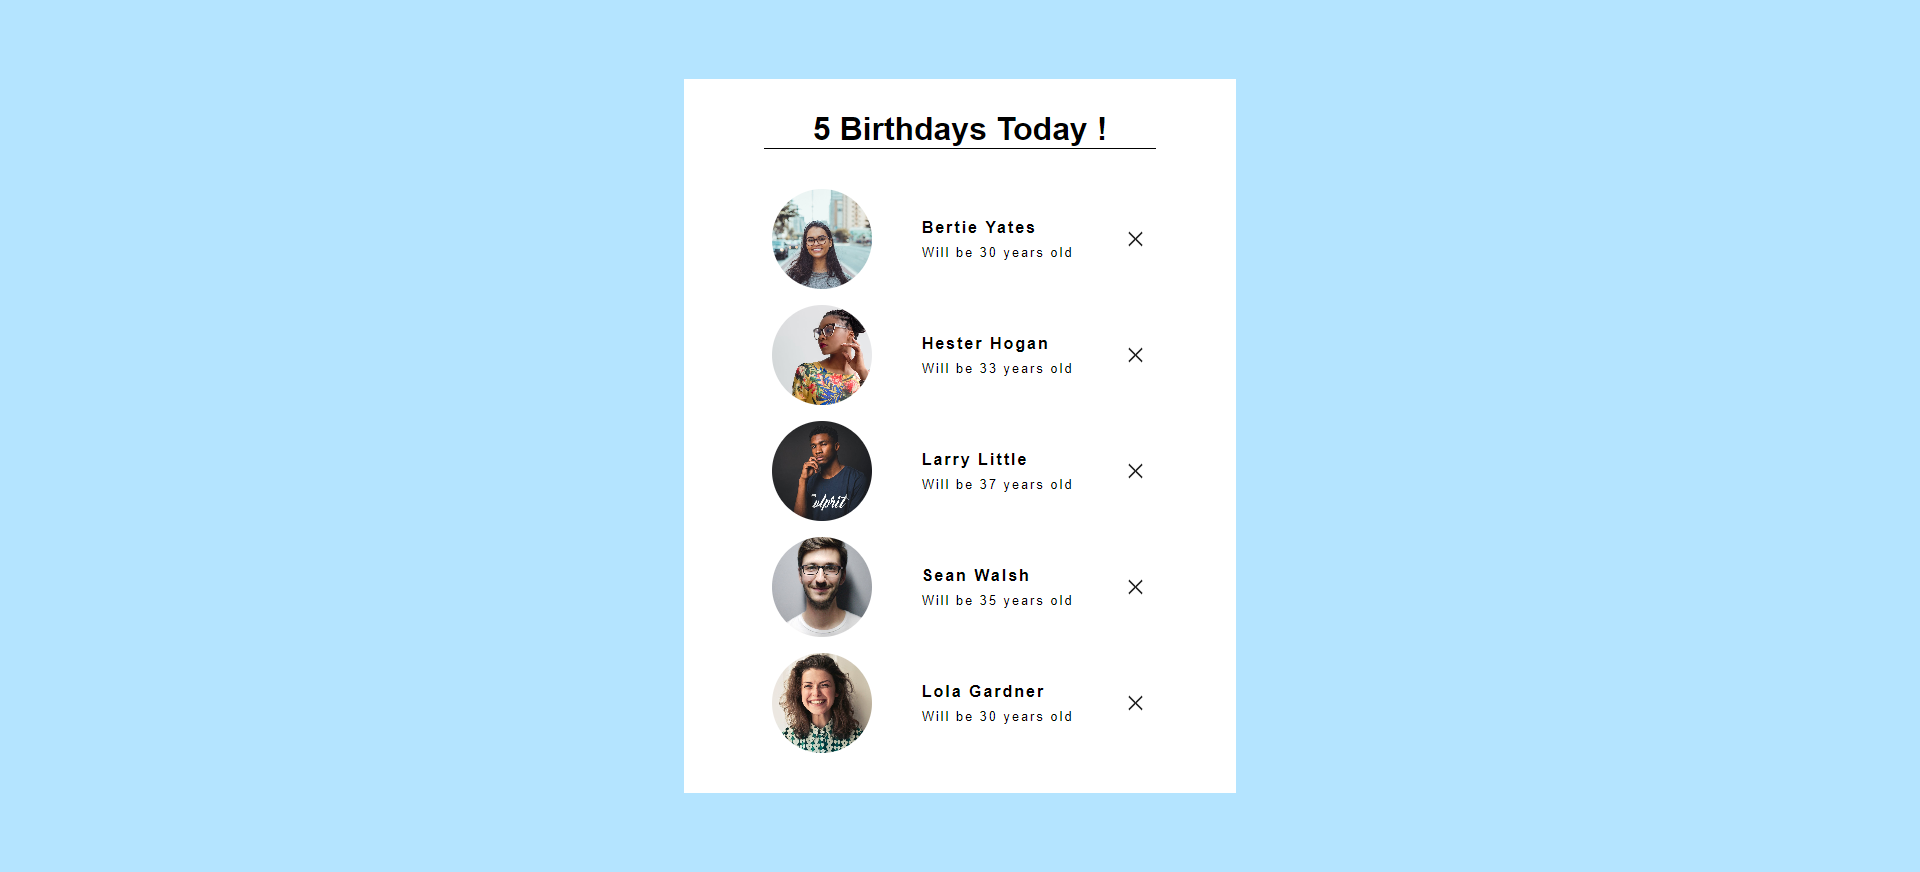 5 Birthdays Today !
Bertie Yates
Will be 30 years old
Hester Hogan
Will be 33 years old
Larry Little
Will be 37 years old
Sean Walsh
Will be 35 years old
Lola Gardner
Will be 30 years old